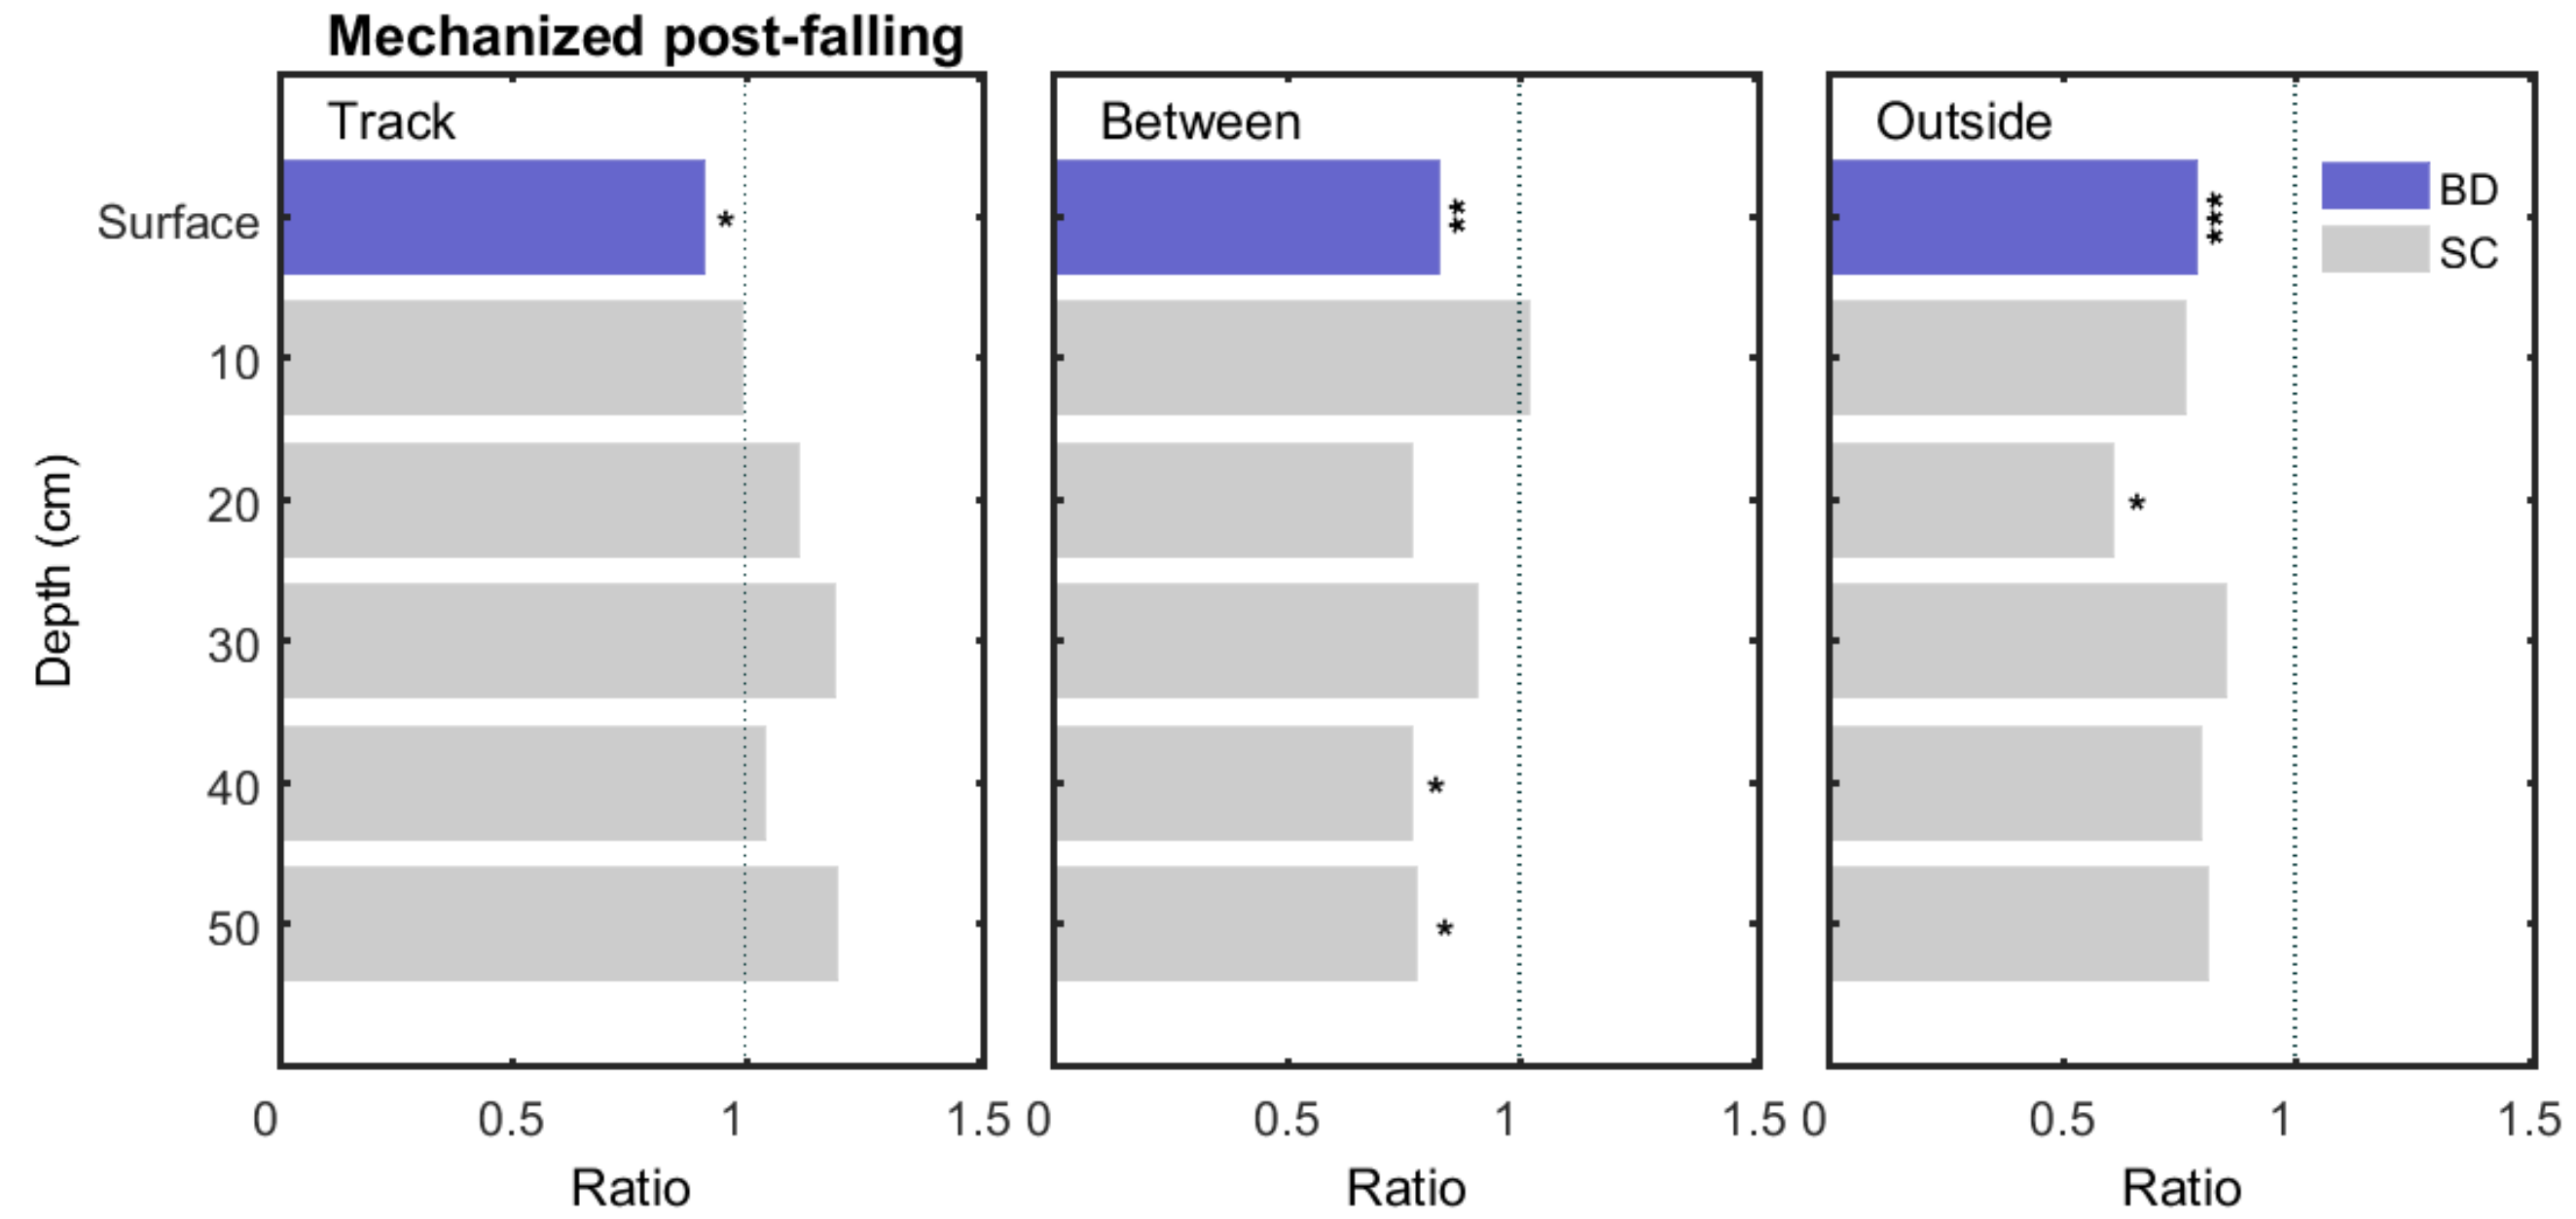 Mechanized post-falling
Track
Between
Outside
BD
SC
Surface
*
**
***
10
20
*
30
40
*
50
*
Depth (cm)
0 0.5 1 1.5
0 0.5 1 1.5
0 0.5 1 1.5
Ratio
Ratio
Ratio